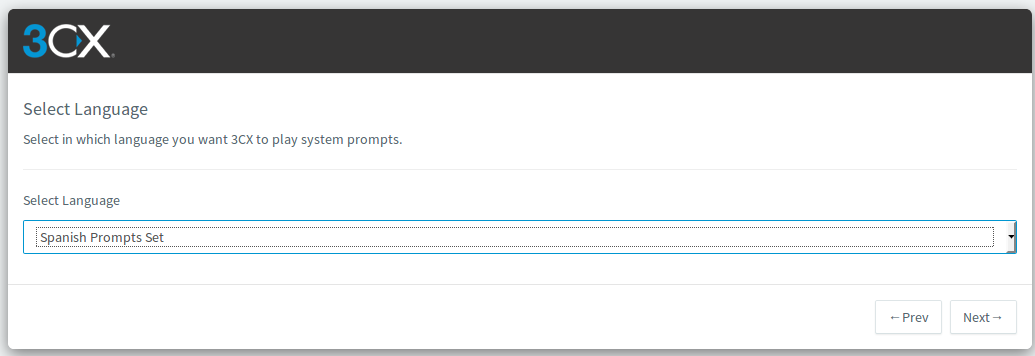 3CX
Select Language
Select in which language you want 3CX to play system prompts.
Select Language
Spanish Prompts Set
←Prev
Next→